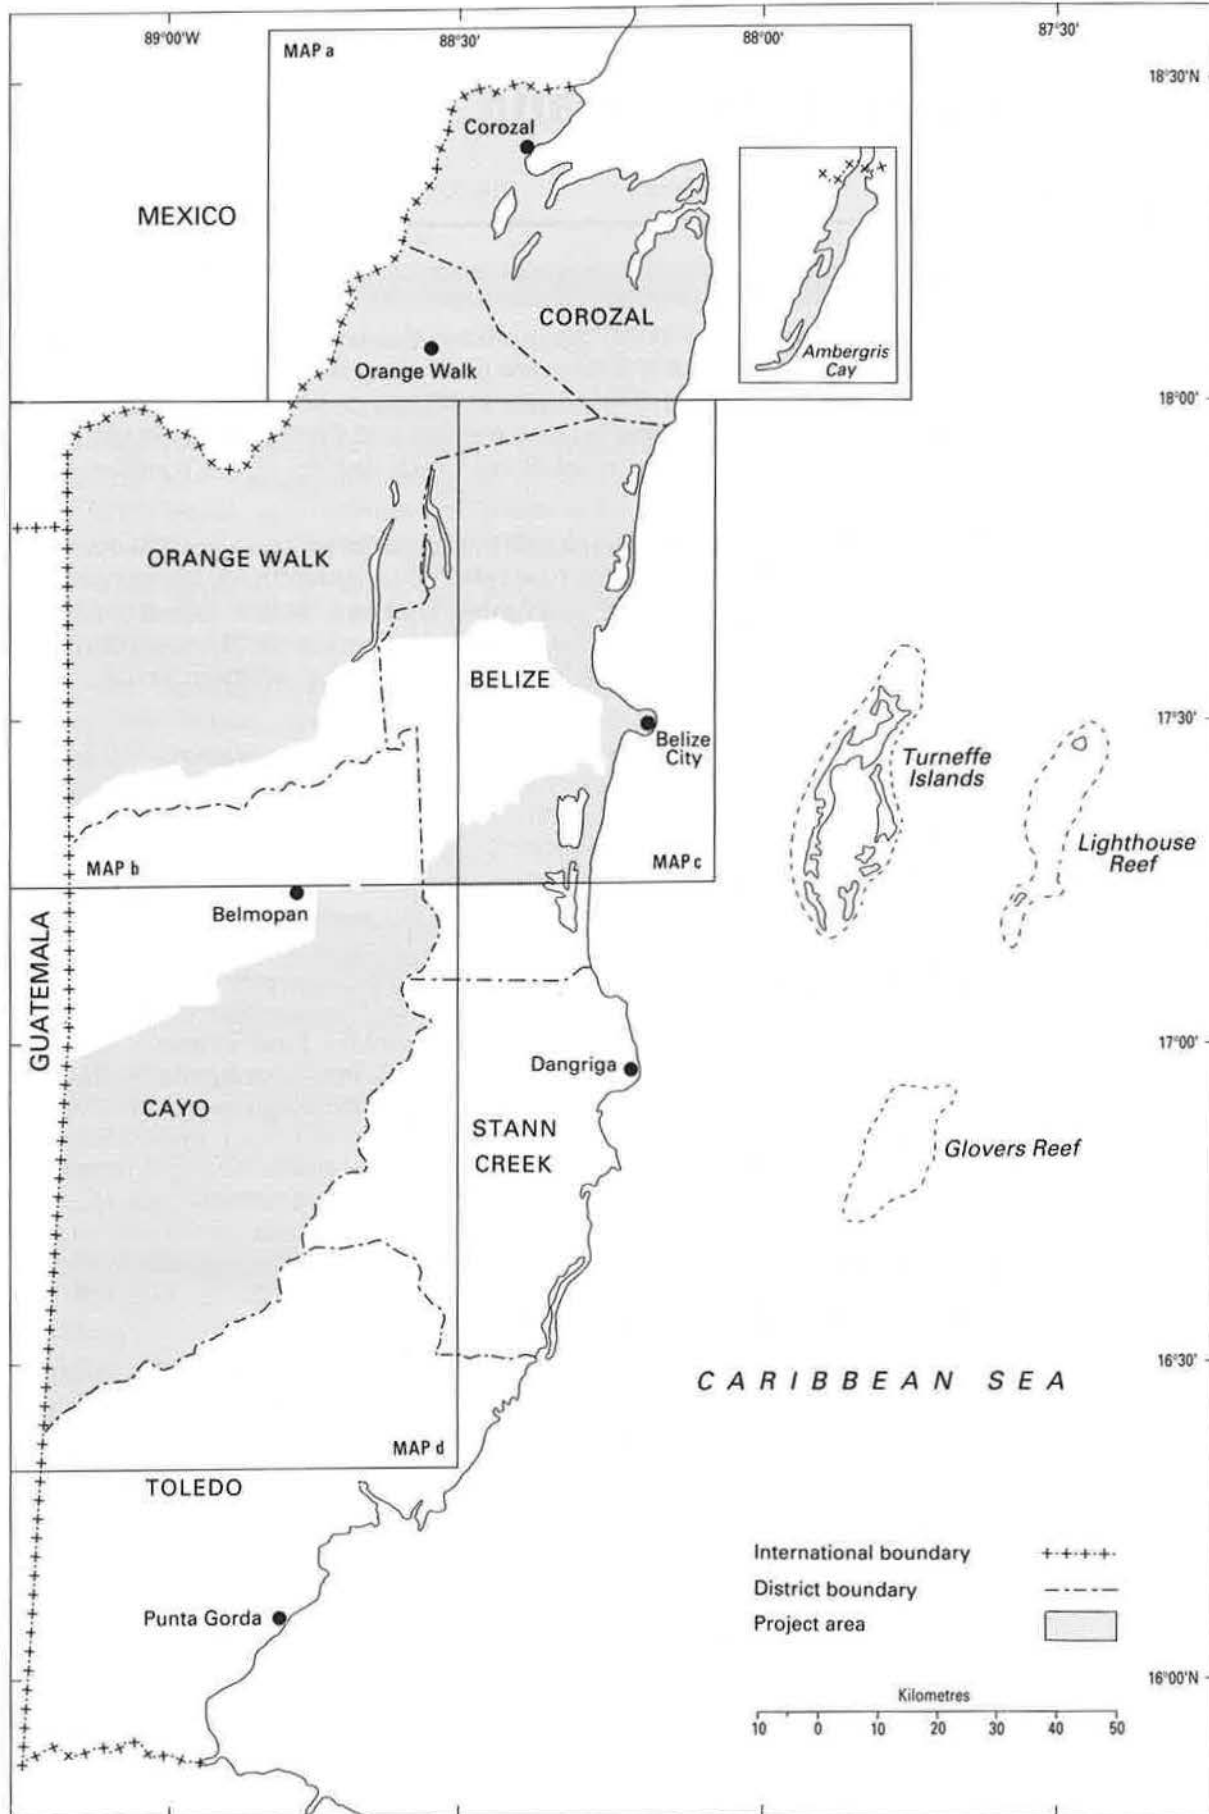 89°00'W
88°30'
88°00'
87°30'
MAP a
18°30'N
Corozal
MEXICO
COROZAL
Orange Walk
Ambergris
Cay
18°00'
ORANGE WALK
BELIZE
17°30'
Belize
City
Turneffe
Islands
Lighthouse
Reef
MAP b
MAP c
Belmopan
GUATEMALA
17°00'
Dangriga
CAYO
STANN
CREEK
Glovers Reef
16°30'
CARIBBEAN SEA
MAP d
TOLEDO
International boundary
District boundary
Project area
Punta Gorda
16°00'N
Kilometres
10 0 10 20 30 40 50